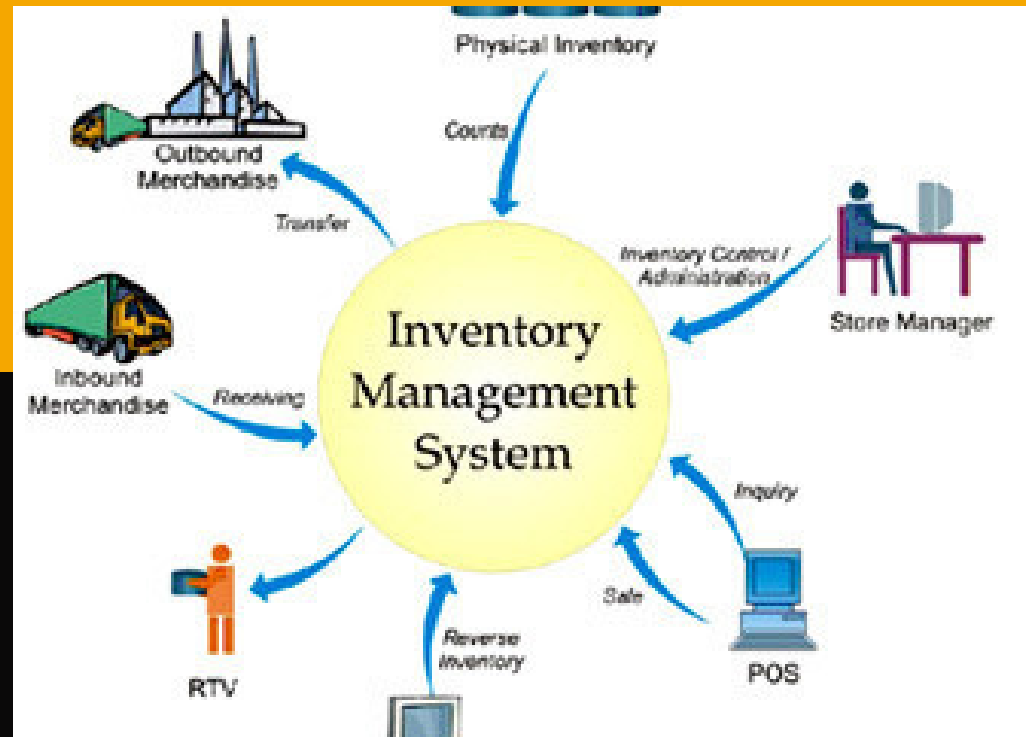 Physical Inventory
Counts
Outbound
Merchandise
Transfer
Inventory Control /
Administration
Store Manager
Inventory
Management
System
Inbound
Merchandise
Receiving
Inquiry
Sale
POS
RTV
Reverse
Inventory